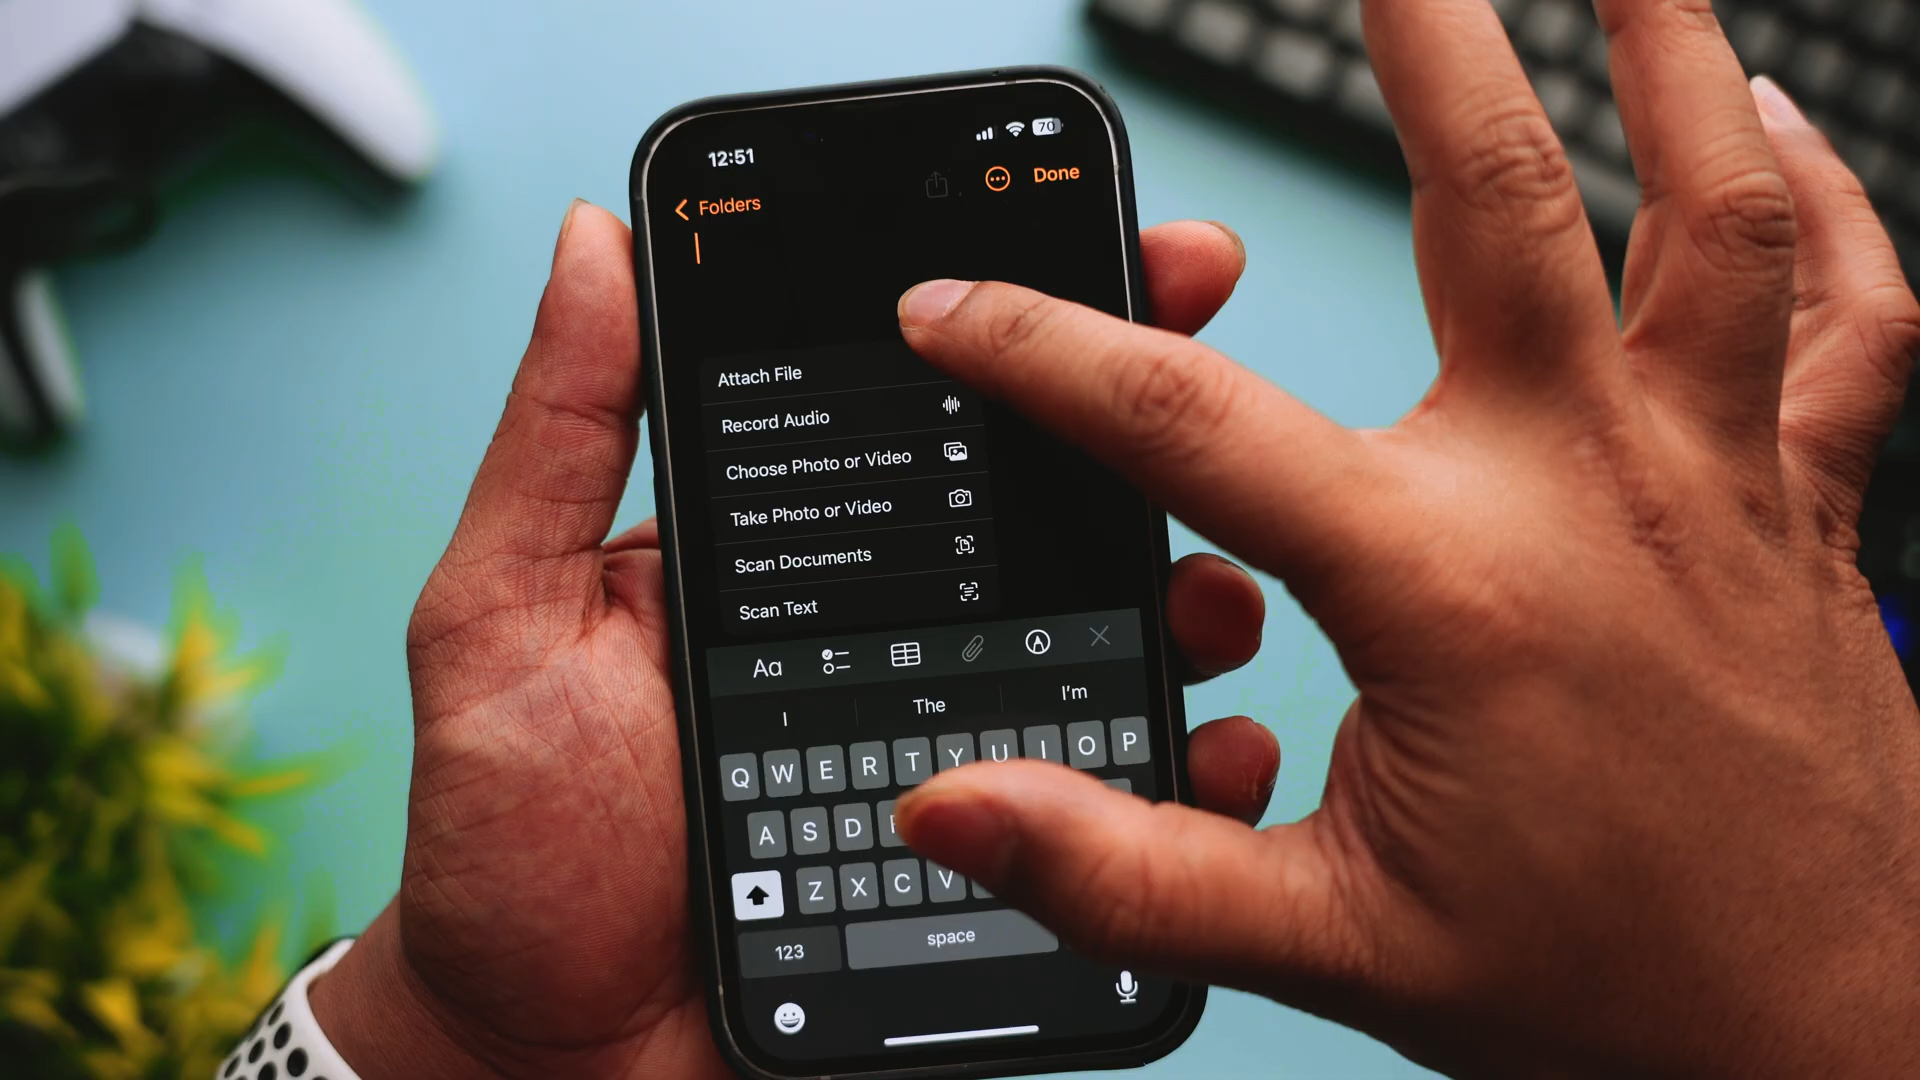 12:51
70
Folders
Done
Attach File
Record Audio
Choose Photo or Video
Take Photo or Video
Scan Documents
Scan Text
Aa
I The I'm
Q W E R T Y U I O P
A S D
Z X C V
123 space